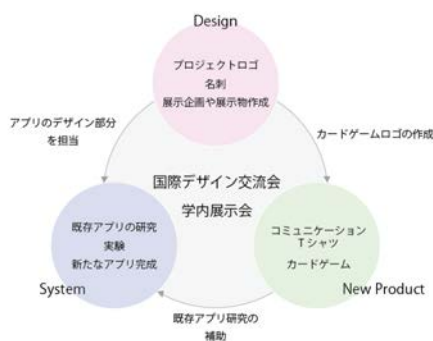 Design
プロジェクトロゴ
名刺
展示企画や展示物作成
アプリのデザイン部分
を担当
カードゲームロゴの作成
国際デザイン交流会
学内展示会
既存アプリの研究
実験
新たなアプリ完成
コミュニケーション
Tシャツ
カードゲーム
System
New Product
既存アプリ研究の
補助